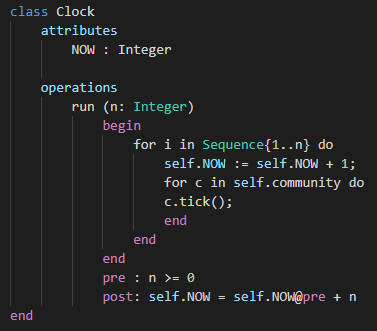 class Clock
    attributes
        NOW : Integer
    operations
        run (n: Integer)
            begin
                for i in Sequence{1..n} do
                    self.NOW := self.NOW + 1;
                    for c in self.community do
                    c.tick();
                    end
                end
            end
            pre : n >= 0
            post: self.NOW = self.NOW@pre + n
end